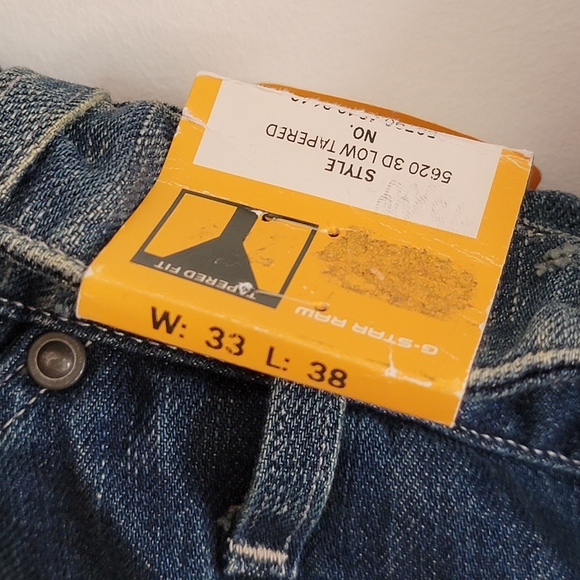 W: 33 L: 38
G-STAR RAW
TAPERED FIT
STYLE
5620 3D LOW TAPERED
NO.